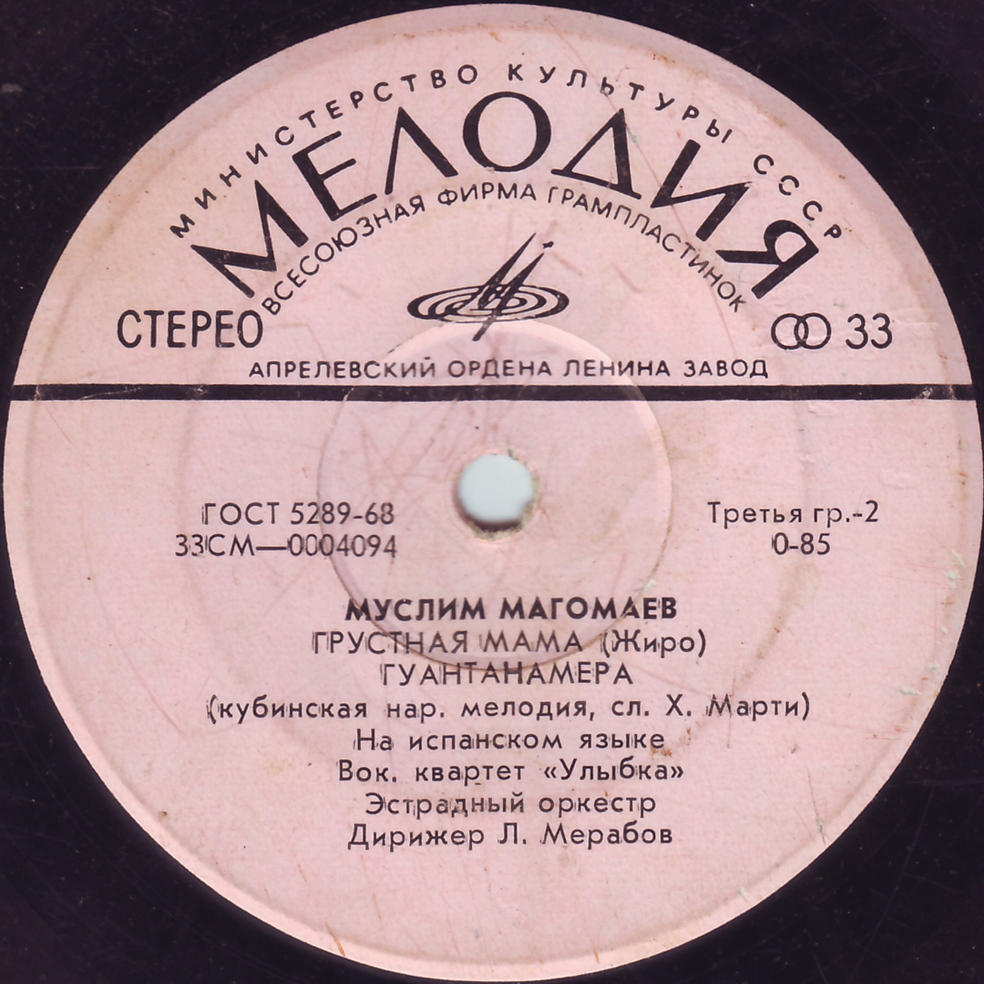 МИНИСТЕРСТВО КУЛЬТУРЫ СССР
МЕЛОДИЯ
ВСЕСОЮЗНАЯ ФИРМА ГРАМПЛАСТИНОК
СТЕРЕО
33
АПРЕЛЕВСКИЙ ОРДЕНА ЛЕНИНА ЗАВОД
ГОСТ 5289-68
Третья гр.-2
33СМ—0004094
0-85
МУСЛИМ МАГОМАЕВ
ГРУСТНАЯ МАМА (Жиро)
ГУАНТАНАМЕРА
(кубинская нар. мелодия, сл. Х. Марти)
На испанском языке
Вок. квартет «Улыбка»
Эстрадный оркестр
Дирижер Л. Мерабов